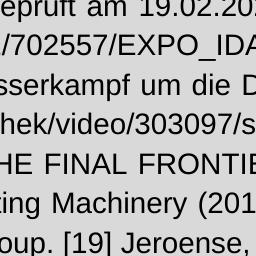 eprüft am 19.02.20
/702557/EXPO_IDA
sserkampf um die D
hek/video/303097/s
HE FINAL FRONTIE
ting Machinery (201
oup. [19] Jeroense,